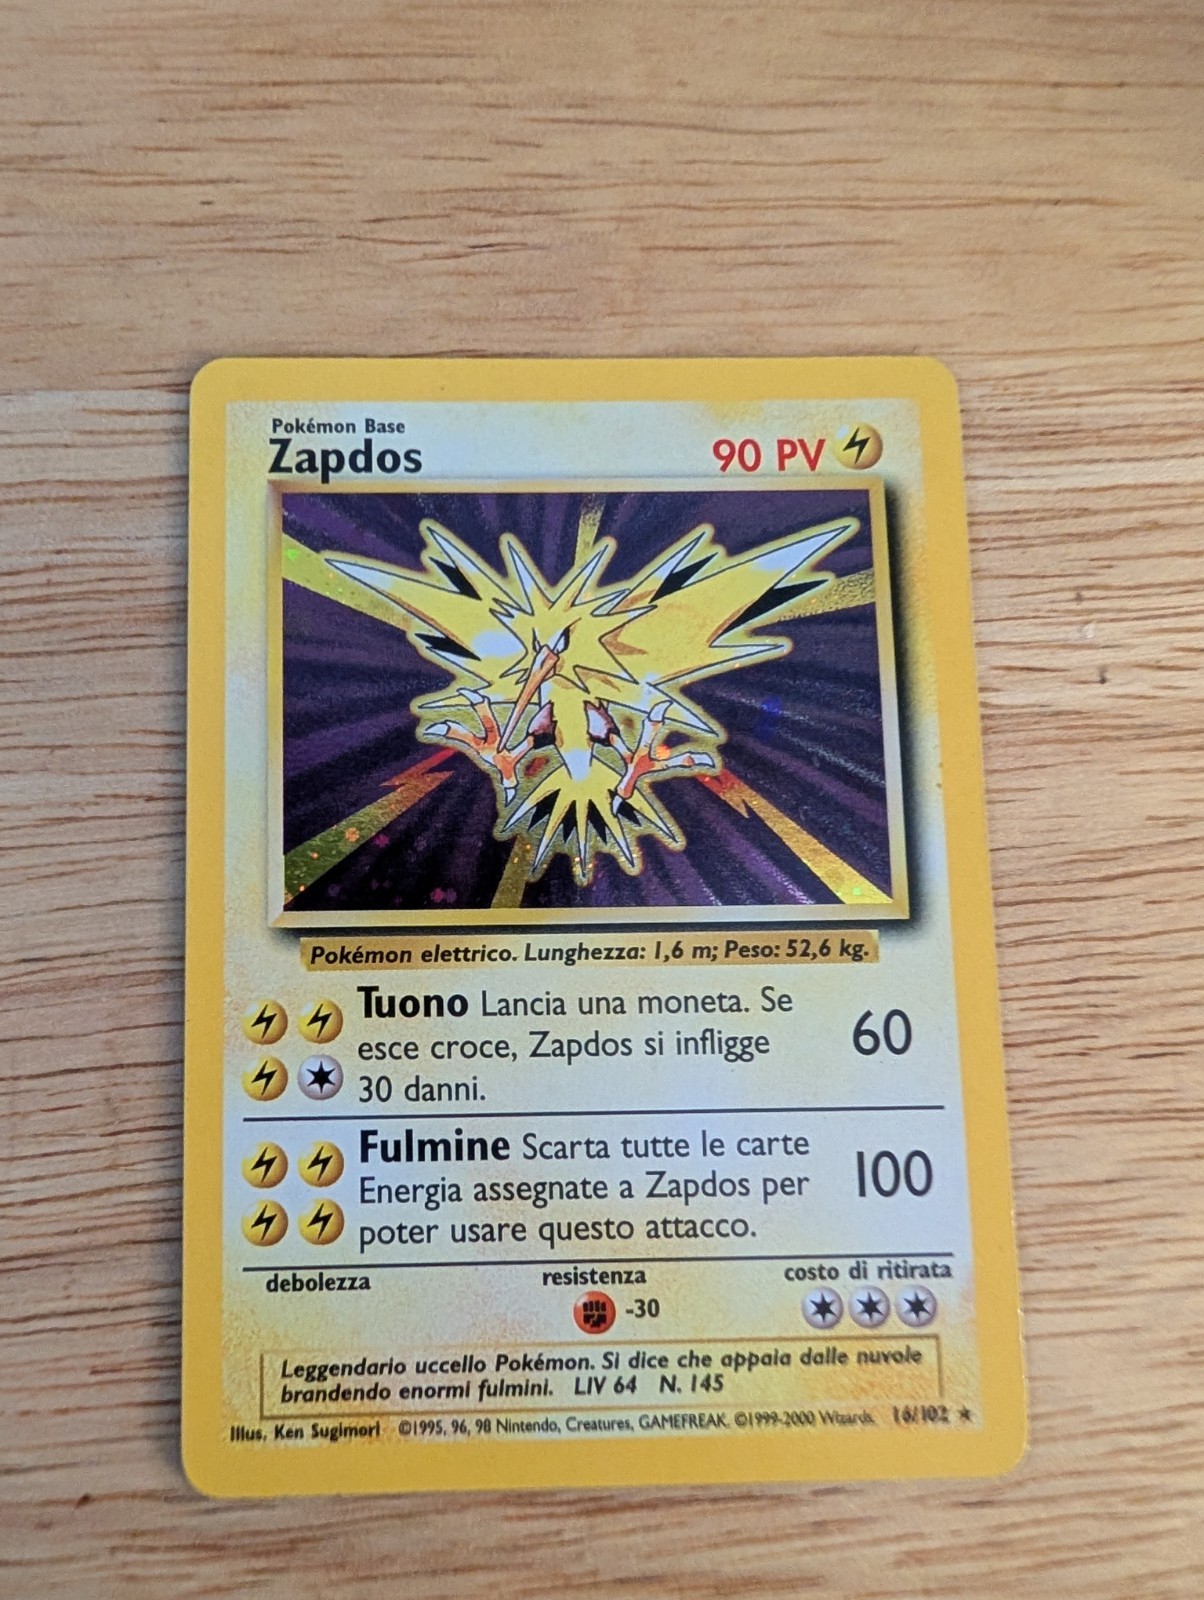 Pokémon Base
Zapdos
90 PV
Pokémon elettrico. Lunghezza: 1,6 m; Peso: 52,6 kg.
Tuono Lancia una moneta. Se
esce croce, Zapdos si infligge
30 danni.
60
Fulmine Scarta tutte le carte
Energia assegnate a Zapdos per
poter usare questo attacco.
100
debolezza
resistenza
costo di ritirata
-30
Leggendario uccello Pokémon. Si dice che appaia dalle nuvole
brandendo enormi fulmini. LIV 64 N. 145
Illus. Ken Sugimori ©1995, 96, 98 Nintendo, Creatures, GAMEFREAK. ©1999-2000 Wizards. 16/102 ★